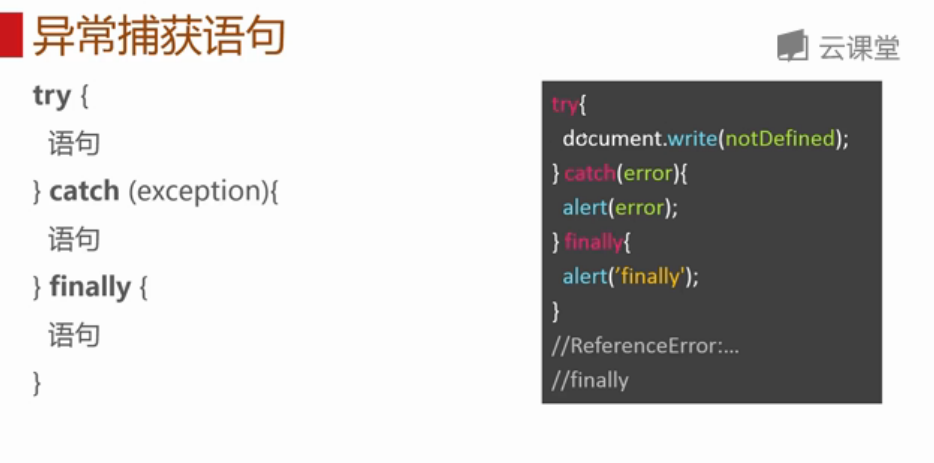 异常捕获语句
云课堂
try {
语句
} catch (exception){
语句
} finally {
语句
}
try{
document.write(notDefined);
} catch(error){
alert(error);
} finally{
alert(’finally');
}
//ReferenceError:...
//finally